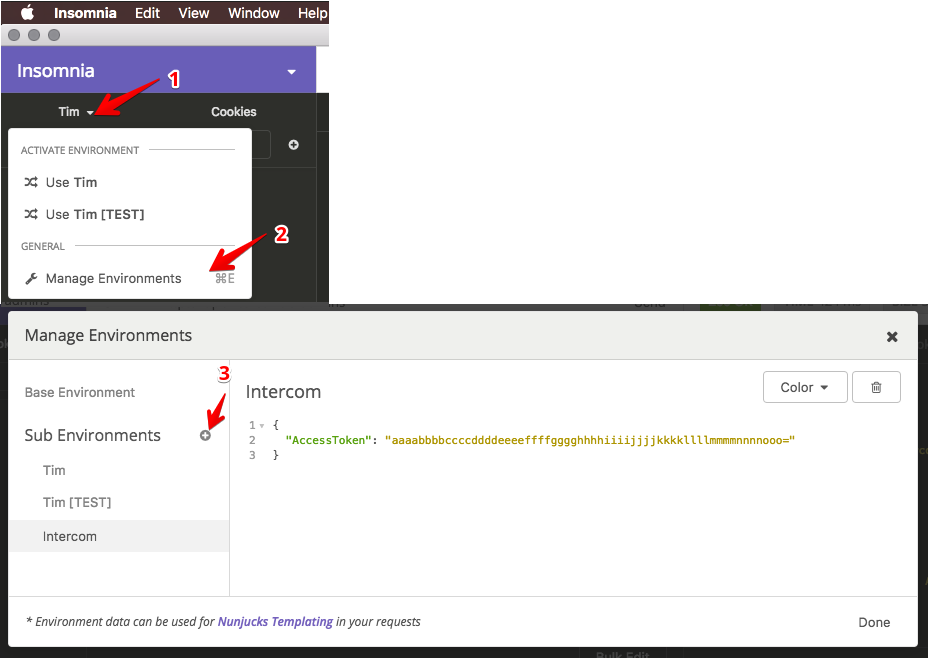 Insomnia Edit View Window Help
Insomnia
1
Tim Cookies
ACTIVATE ENVIRONMENT
Use Tim
Use Tim [TEST]
2
GENERAL
Manage Environments ⌘E
Manage Environments
3
Base Environment
Intercom
Color
Sub Environments
1 {
2 "AccessToken": "aaaabbbbccccddddeeeeffffgggghhhhiiiijjjjkkkkllllmmmmnnnnooo="
3 }
Tim
Tim [TEST]
Intercom
* Environment data can be used for Nunjucks Templating in your requests
Done
Bulk Edit